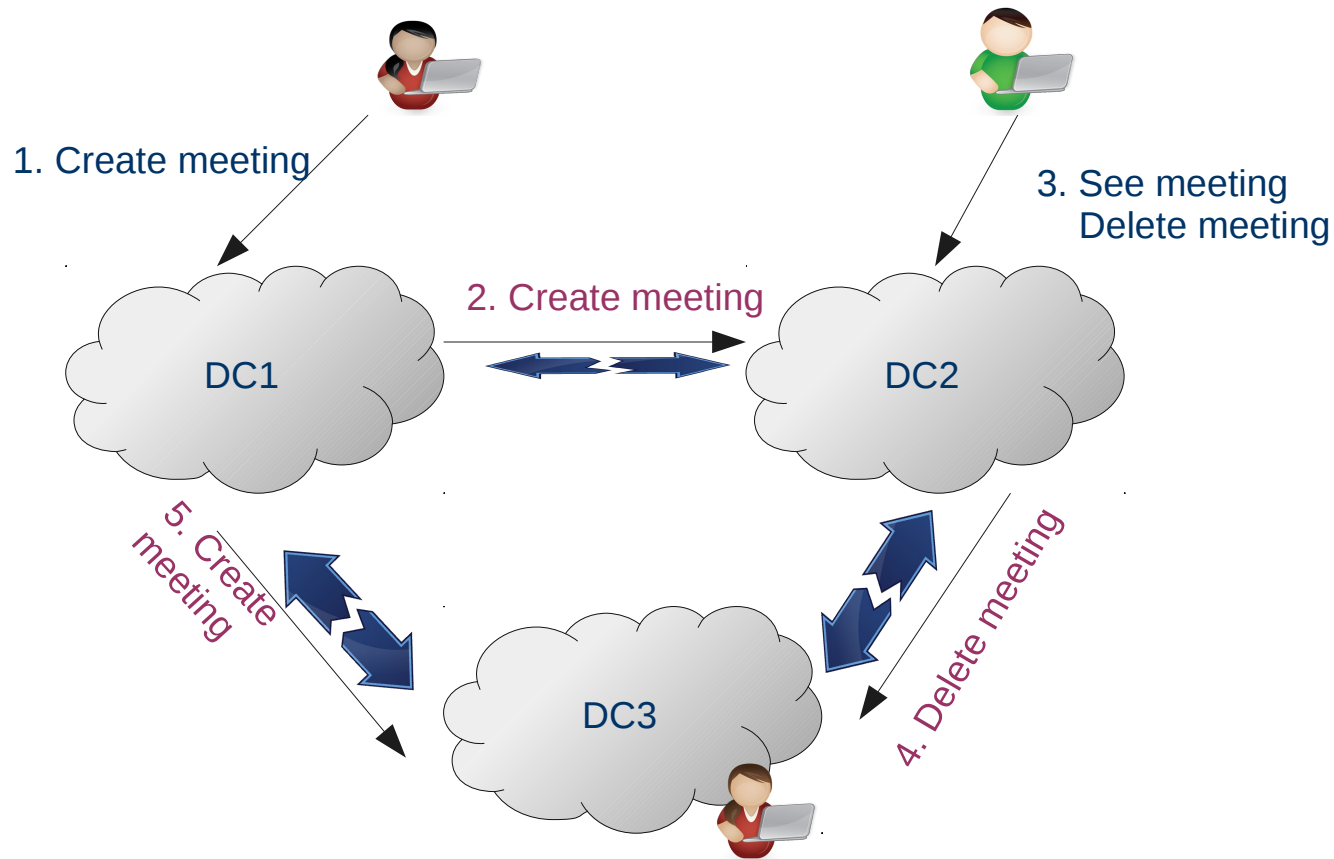 1. Create meeting
3. See meeting
Delete meeting
2. Create meeting
DC1
DC2
5. Create
meeting
4. Delete meeting
DC3